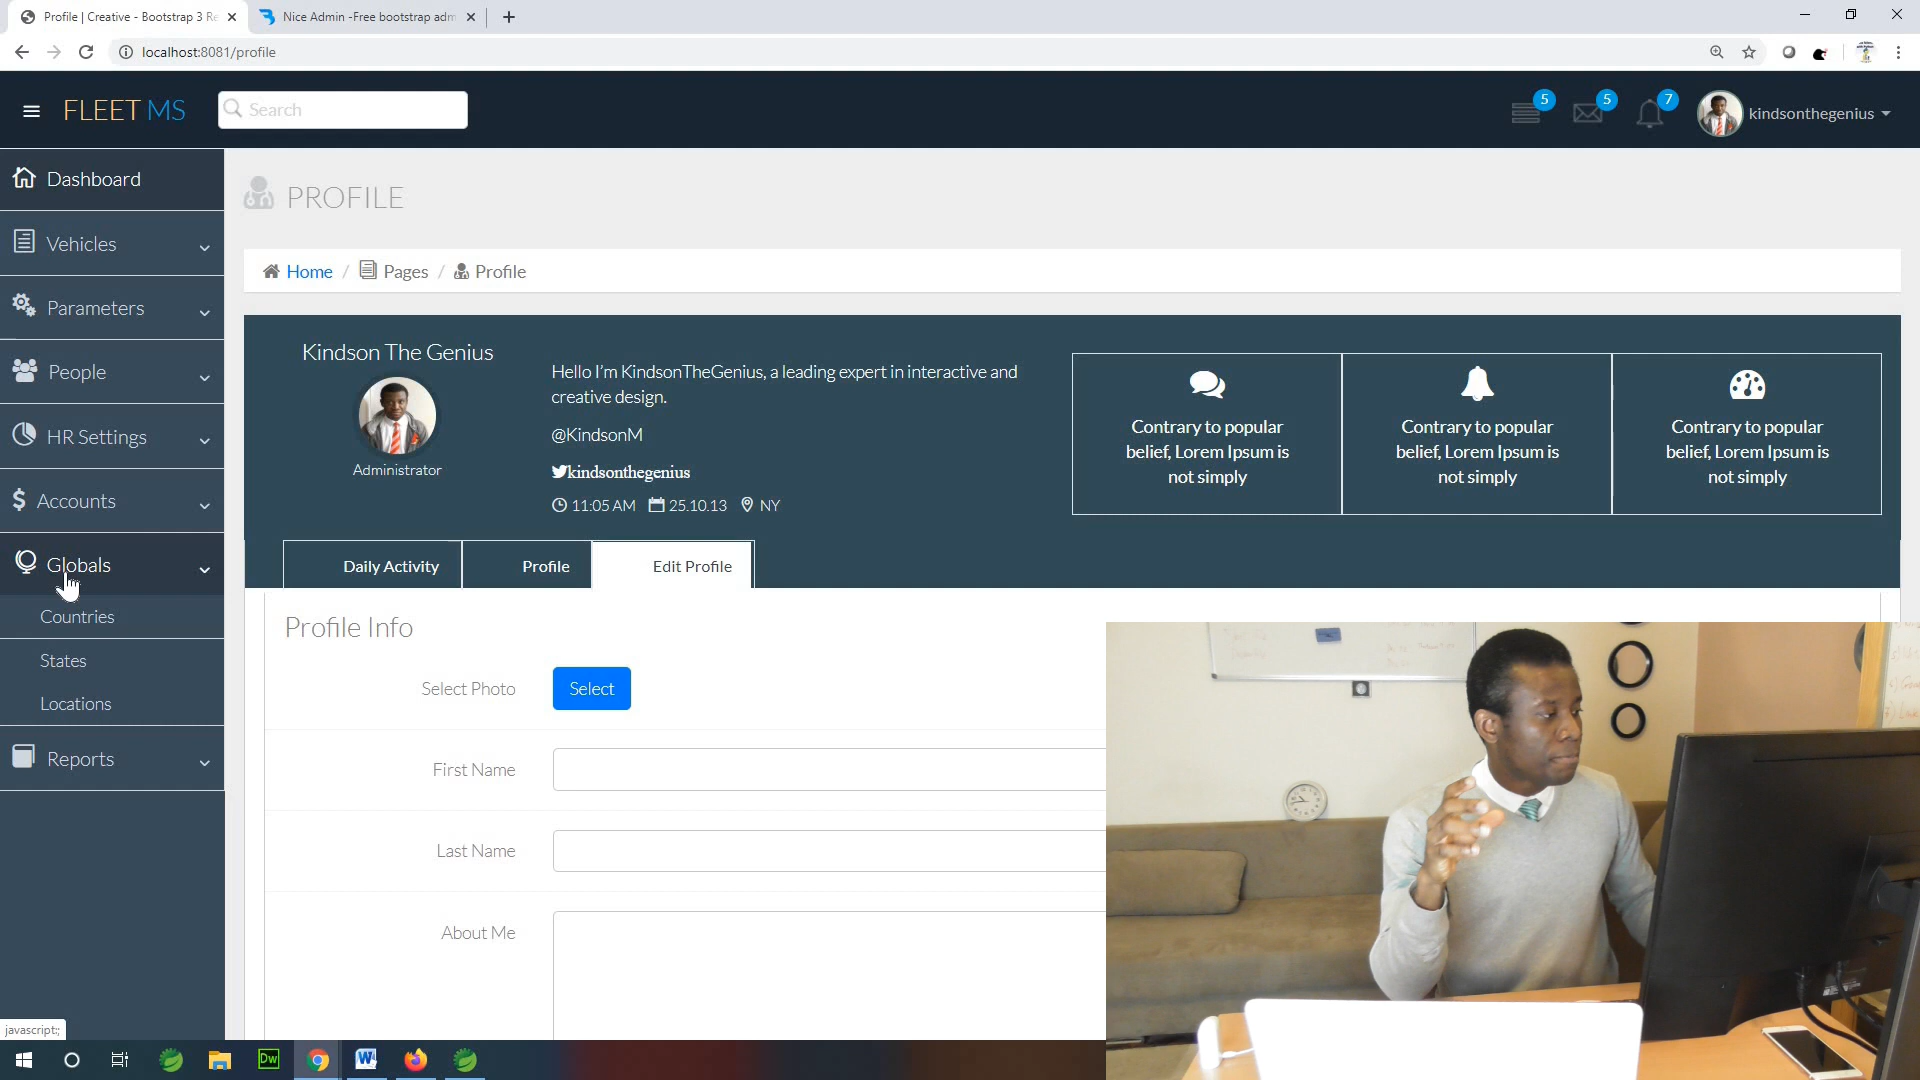 Profile | Creative - Bootstrap 3 Re
Nice Admin -Free bootstrap adm
localhost:8081/profile
FLEET MS
Search
5
5
7
kindsonthegenius
Dashboard
Vehicles
Parameters
People
HR Settings
Accounts
Globals
Countries
States
Locations
Reports
PROFILE
Home / Pages / Profile
Kindson The Genius
Administrator
Hello I'm KindsonTheGenius, a leading expert in interactive and
creative design.
@KindsonM
kindsonthegenius
11:05 AM 25.10.13 NY
Contrary to popular
belief, Lorem Ipsum is
not simply
Contrary to popular
belief, Lorem Ipsum is
not simply
Contrary to popular
belief, Lorem Ipsum is
not simply
Daily Activity
Profile
Edit Profile
Profile Info
Select Photo
Select
First Name
Last Name
About Me
javascript:;
Dw
W